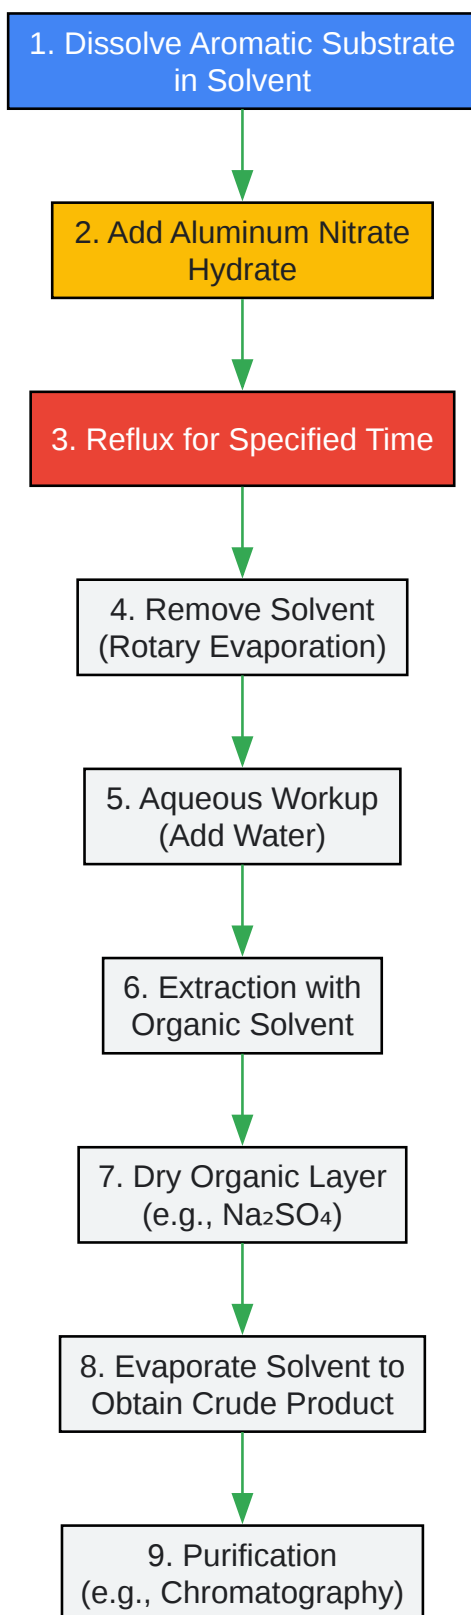 1. Dissolve Aromatic Substrate
in Solvent
2. Add Aluminum Nitrate
Hydrate
3. Reflux for Specified Time
4. Remove Solvent
(Rotary Evaporation)
5. Aqueous Workup
(Add Water)
6. Extraction with
Organic Solvent
7. Dry Organic Layer
(e.g., Na₂SO₄)
8. Evaporate Solvent to
Obtain Crude Product
9. Purification
(e.g., Chromatography)